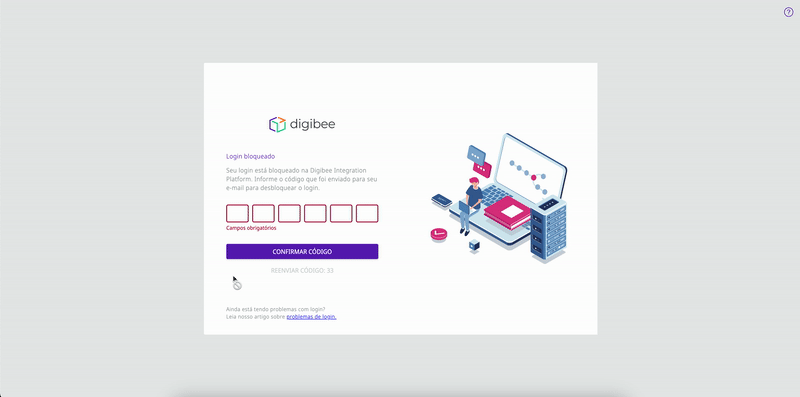 digibee
Login bloqueado
Seu login está bloqueado na Digibee Integration
Platform. Informe o código que foi enviado para seu
e-mail para desbloquear o login.
Campos obrigatórios
CONFIRMAR CÓDIGO
REENVIAR CÓDIGO: 33
Ainda está tendo problemas com login?
Leia nosso artigo sobre problemas de login.